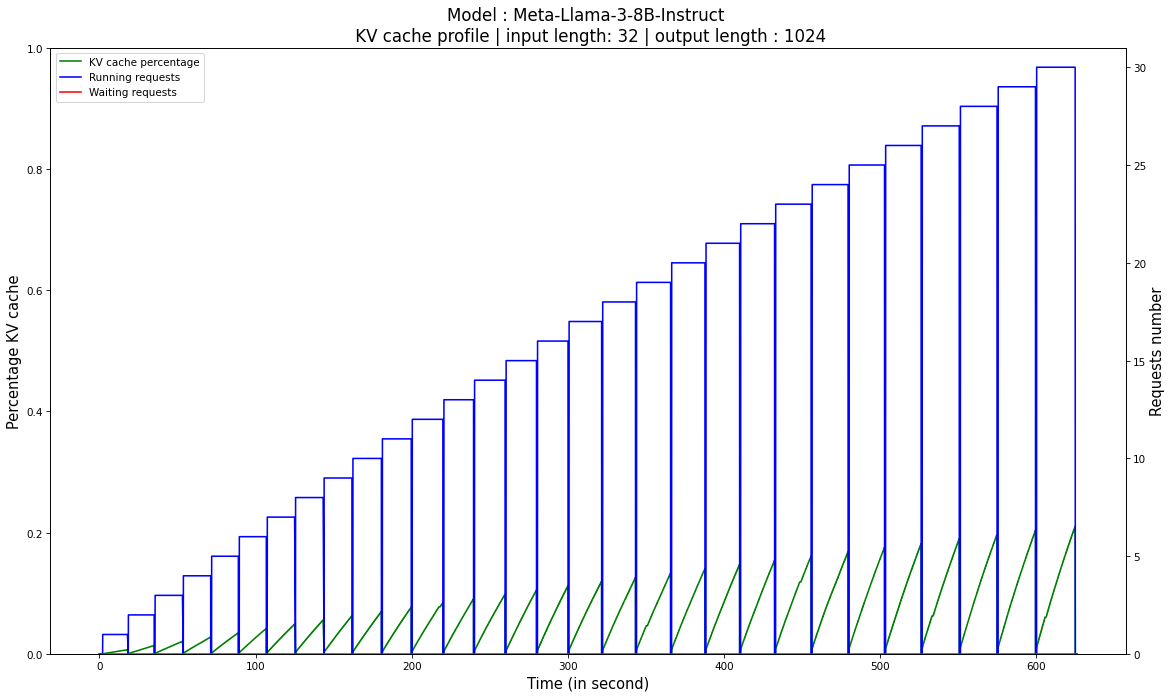 Model : Meta-Llama-3-8B-Instruct
KV cache profile | input length: 32 | output length : 1024
KV cache percentage
Running requests
Waiting requests
Percentage KV cache
1.0
0.8
0.6
0.4
0.2
0.0
0 100 200 300 400 500 600
Time (in second)
30
25
20
15
10
5
0
Requests number